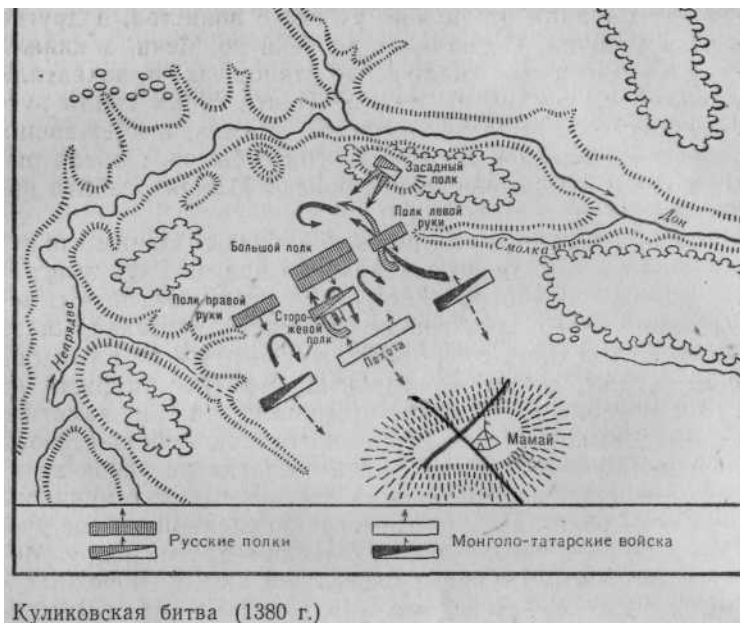 Засадный
полк
Дон
Полк левой
руки
Смолка
Большой полк
Полк правой
руки
Сторо-
жевой
полк
Пехота
Непрядва
Мамай
Русские полки
Монголо-татарские войска
Куликовская битва (1380 г.)